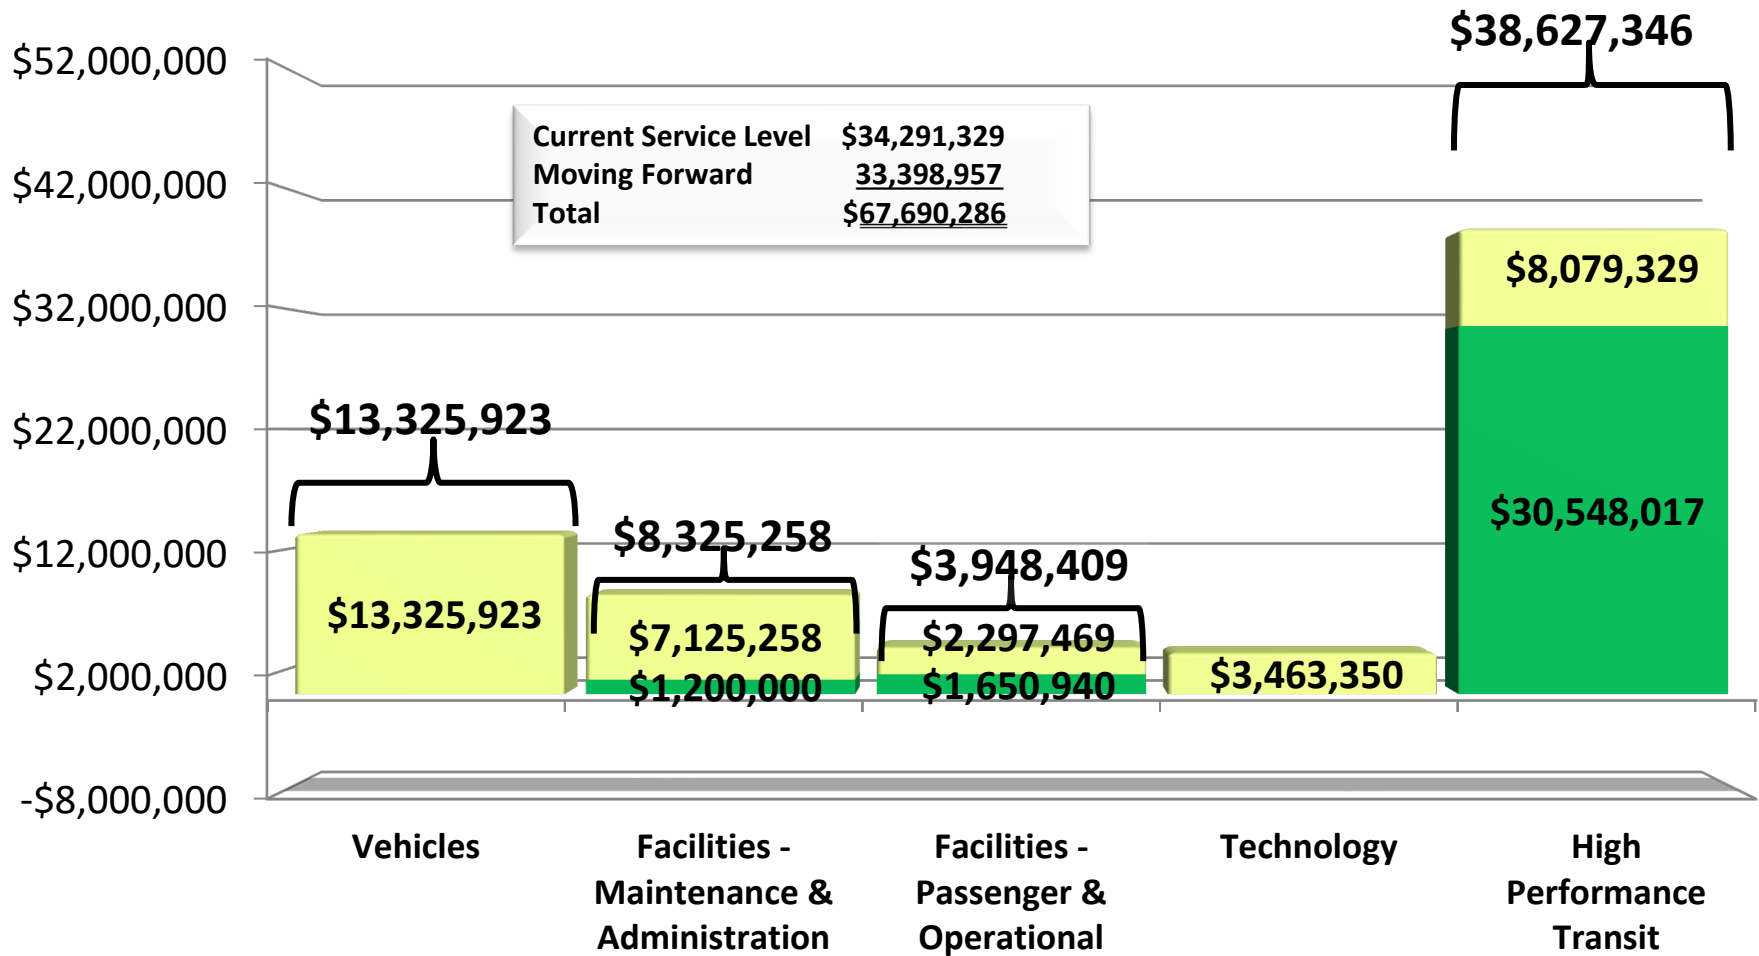 $38,627,346
$52,000,000
Current Service Level $34,291,329
Moving Forward 33,398,957
Total $67,690,286
$42,000,000
$8,079,329
$32,000,000
$22,000,000
$13,325,923
$30,548,017
$12,000,000
$8,325,258
$3,948,409
$13,325,923
$7,125,258
$2,297,469
$2,000,000
$1,200,000
$1,650,940
$3,463,350
-$8,000,000
Vehicles
Facilities -
Maintenance &
Administration
Facilities -
Passenger &
Operational
Technology
High
Performance
Transit